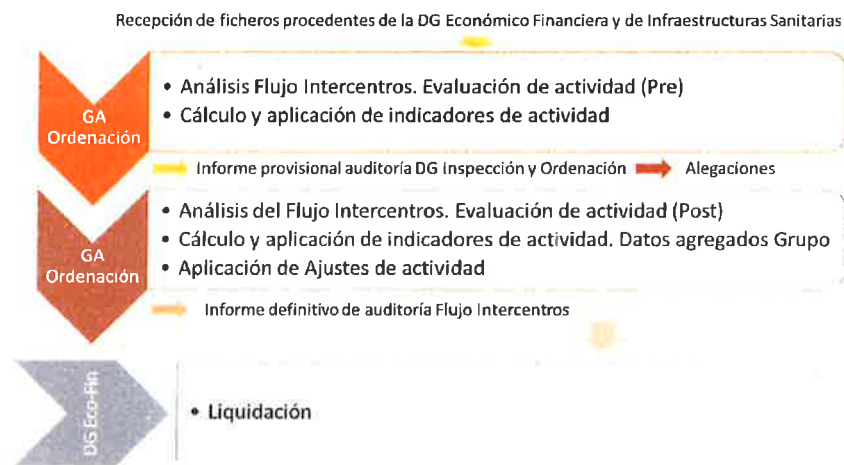 Recepción de ficheros procedentes de la DG Económico Financiera y de Infraestructuras Sanitarias
GA
Ordenación
• Análisis Flujo Intercentros. Evaluación de actividad (Pre)
• Cálculo y aplicación de indicadores de actividad
Informe provisional auditoría DG Inspección y Ordenación
Alegaciones
GA
Ordenación
• Análisis del Flujo Intercentros. Evaluación de actividad (Post)
• Cálculo y aplicación de indicadores de actividad. Datos agregados Grupo
• Aplicación de Ajustes de actividad
Informe definitivo de auditoría Flujo Intercentros
DG Eco-Fin
• Liquidación